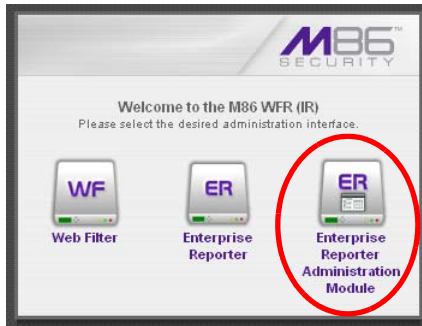 M86™
SECURITY
Welcome to the M86 WFR (IR)
Please select the desired administration interface.
WF
Web Filter
ER
Enterprise
Reporter
ER
Enterprise
Reporter
Administration
Module